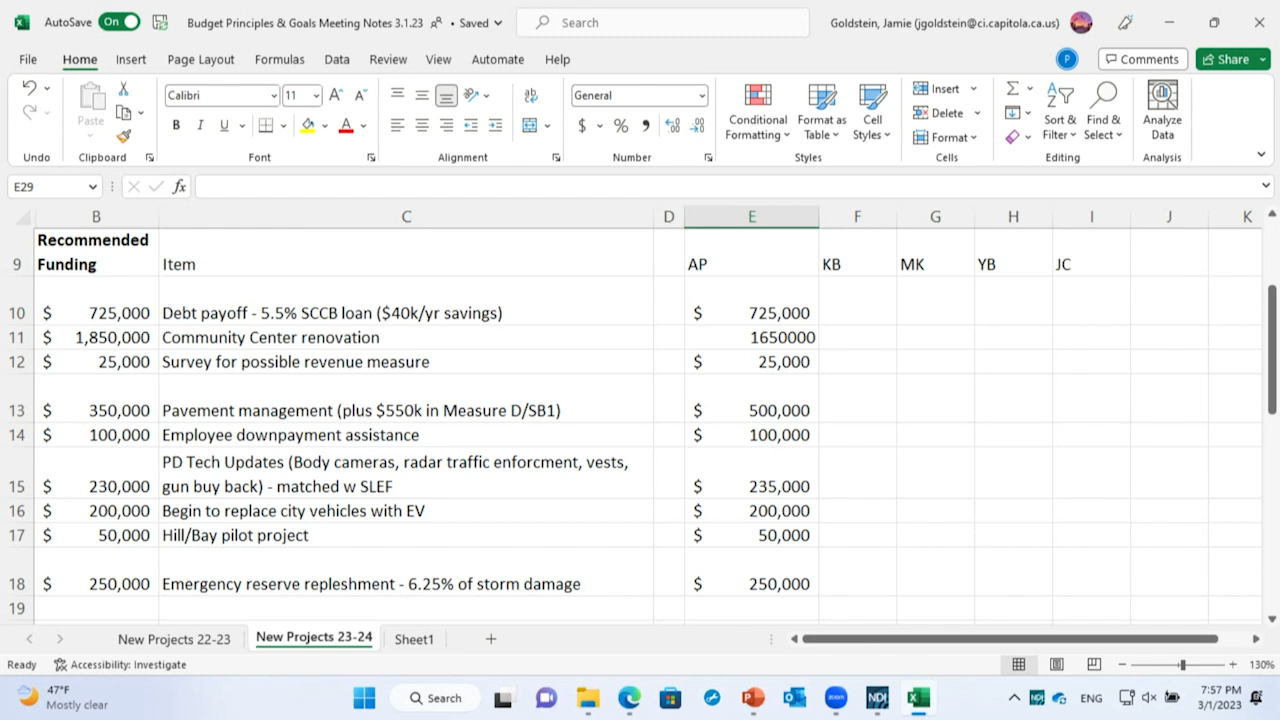 AutoSave On Budget Principles & Goals Meeting Notes 3.1.23 • Saved Search Goldstein, Jamie (jgoldstein@ci.capitola.ca.us)
File Home Insert Page Layout Formulas Data Review View Automate Help P Comments Share
Paste Calibri 11 General Conditional Formatting Format as Table Cell Styles Insert Delete Format Sort & Filter Find & Select Analyze Data
B I U $ % 9
Undo Clipboard Font Alignment Number Styles Cells Editing Analysis
E29 fx
B C D E F G H I J K
9 Recommended Funding Item AP KB MK YB JC
10 $ 725,000 Debt payoff - 5.5% SCCB loan ($40k/yr savings) $ 725,000
11 $ 1,850,000 Community Center renovation 1650000
12 $ 25,000 Survey for possible revenue measure $ 25,000
13 $ 350,000 Pavement management (plus $550k in Measure D/SB1) $ 500,000
14 $ 100,000 Employee downpayment assistance $ 100,000
PD Tech Updates (Body cameras, radar traffic enforcment, vests,
15 $ 230,000 gun buy back) - matched w SLEF $ 235,000
16 $ 200,000 Begin to replace city vehicles with EV $ 200,000
17 $ 50,000 Hill/Bay pilot project $ 50,000
18 $ 250,000 Emergency reserve repleshment - 6.25% of storm damage $ 250,000
19
New Projects 22-23 New Projects 23-24 Sheet1
Ready Accessibility: Investigate 130%
47°F Search ENG 7:57 PM
Mostly clear 3/1/2023